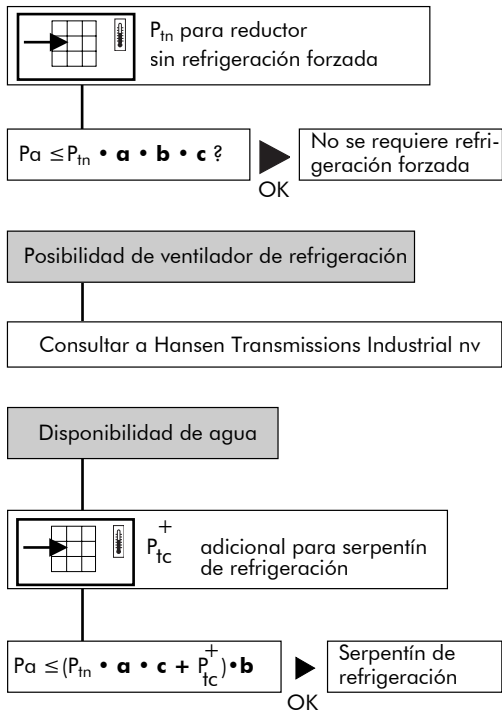 Ptn para reductor
sin refrigeración forzada
Pa ≤ Ptn • a • b • c ?
OK
No se requiere refri-
geración forzada
Posibilidad de ventilador de refrigeración
Consultar a Hansen Transmissions Industrial nv
Disponibilidad de agua
P+tc adicional para serpentín
de refrigeración
Pa ≤ (Ptn • a • c + P+tc) • b
OK
Serpentín de
refrigeración